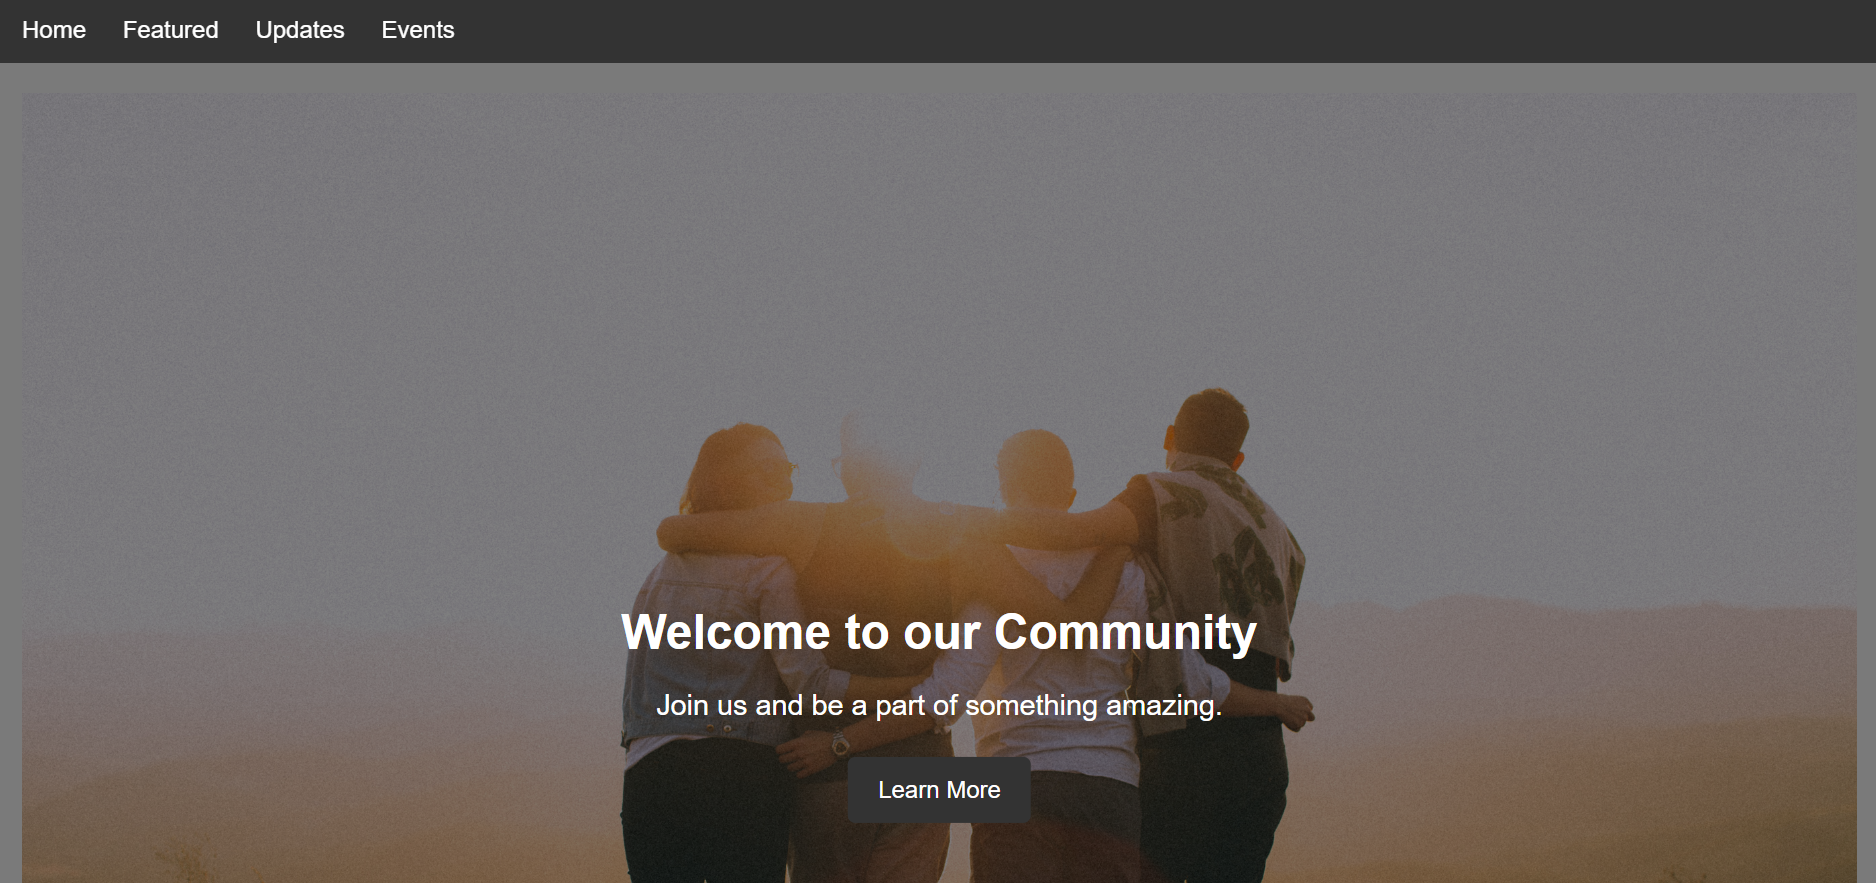 Home Featured Updates Events
Welcome to our Community
Join us and be a part of something amazing.
Learn More